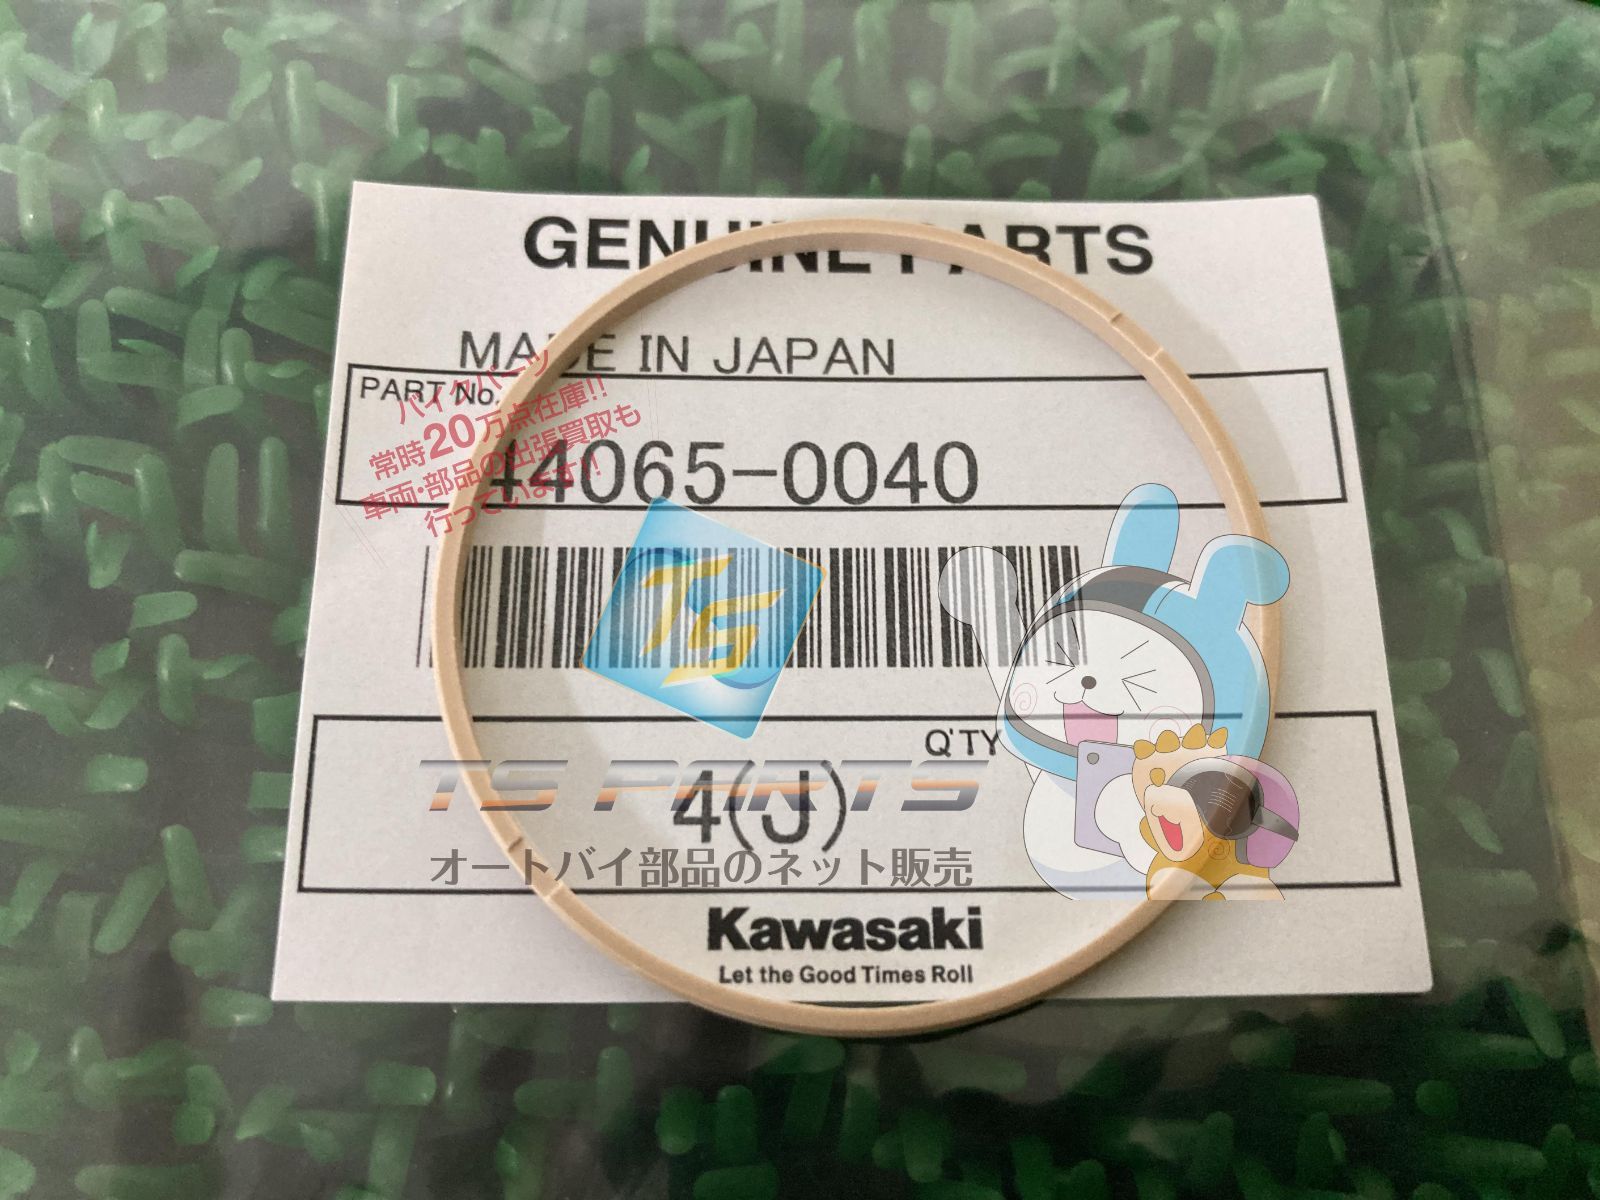 GENUINE PARTS
MADE IN JAPAN
PART No.
バイクパーツ
常時20万点在庫!!
車両・部品の出張買取も
行っています!!
44065-0040
TS
Q'TY
4(J)
TS PARTS
オートバイ部品のネット販売
Kawasaki
Let the Good Times Roll